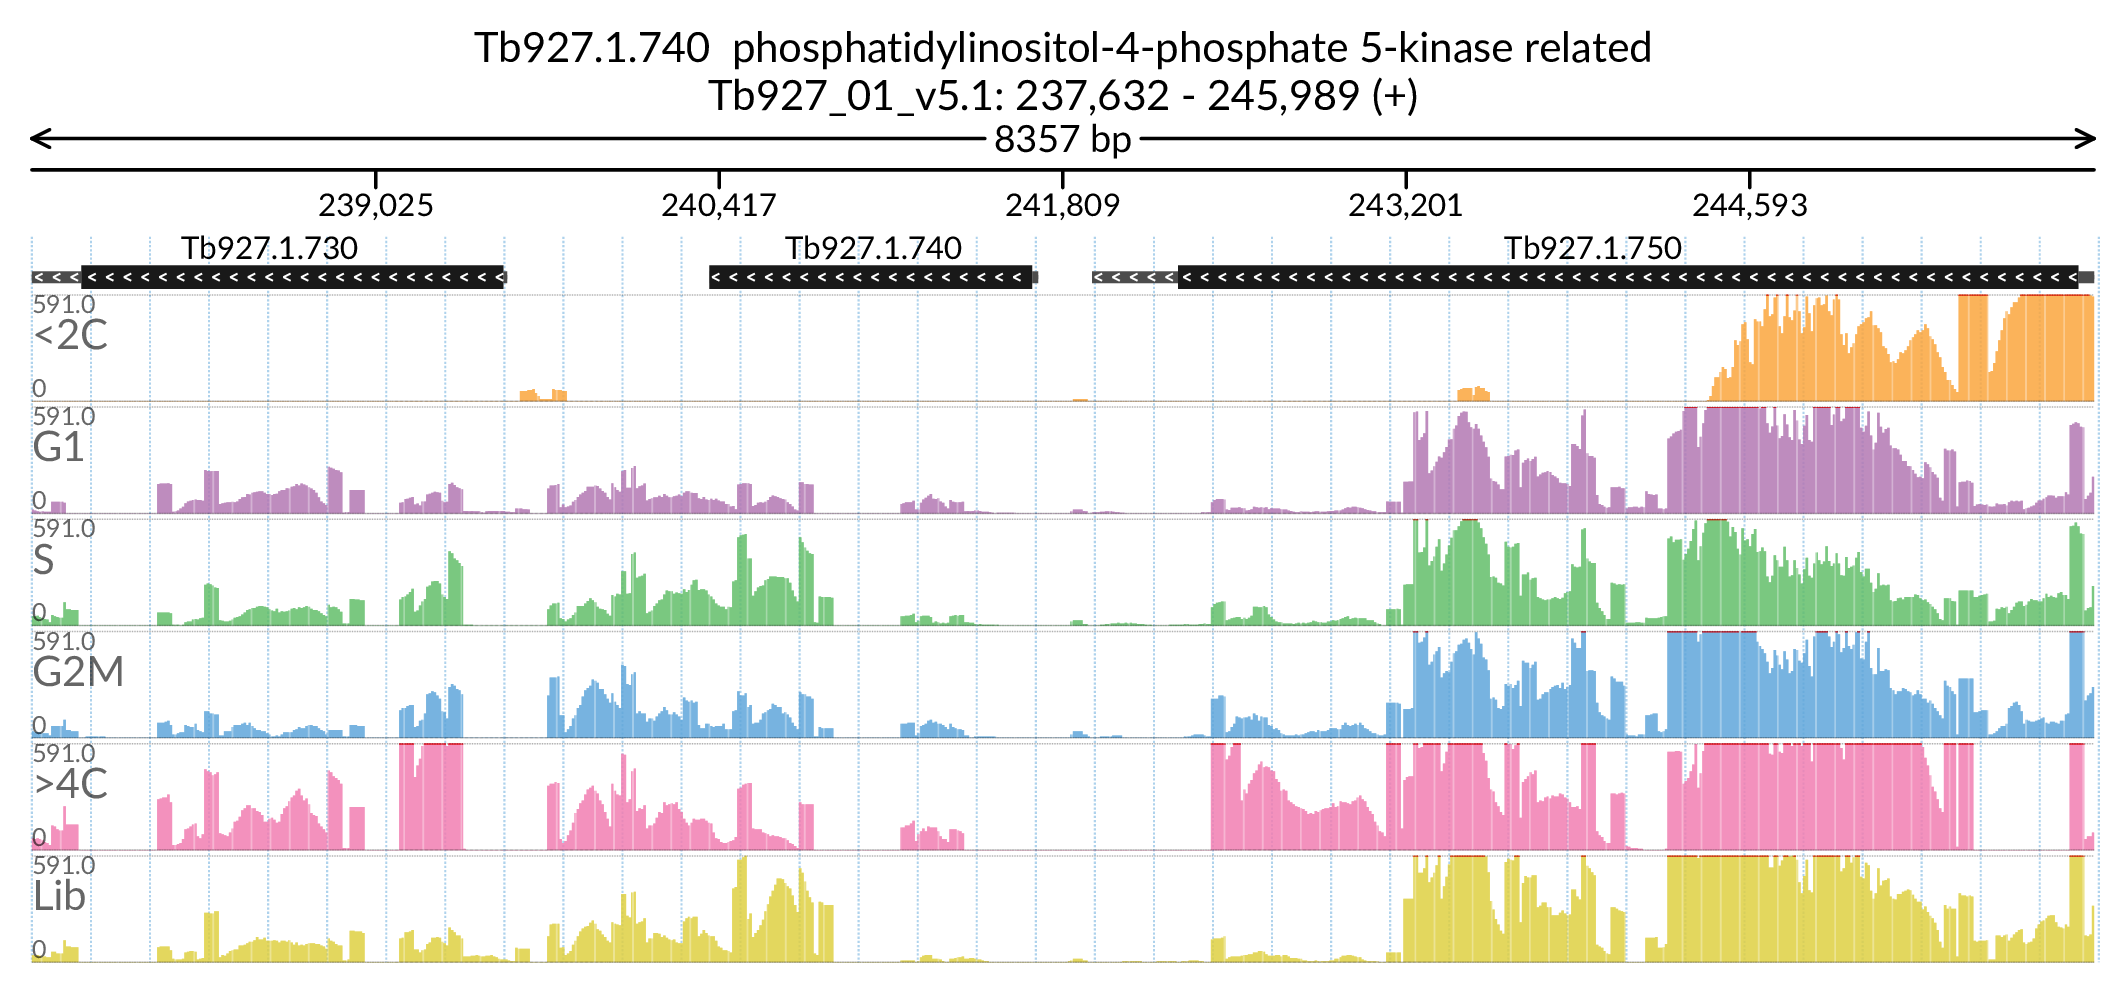 Tb927.1.740  phosphatidylinositol-4-phosphate 5-kinase related
Tb927_01_v5.1: 237,632 - 245,989 (+)
8357 bp
239,025 240,417 241,809 243,201 244,593
Tb927.1.730 Tb927.1.740 Tb927.1.750
591.0
<2C
0
591.0
G1
0
591.0
S
0
591.0
G2M
0
591.0
>4C
0
591.0
Lib
0